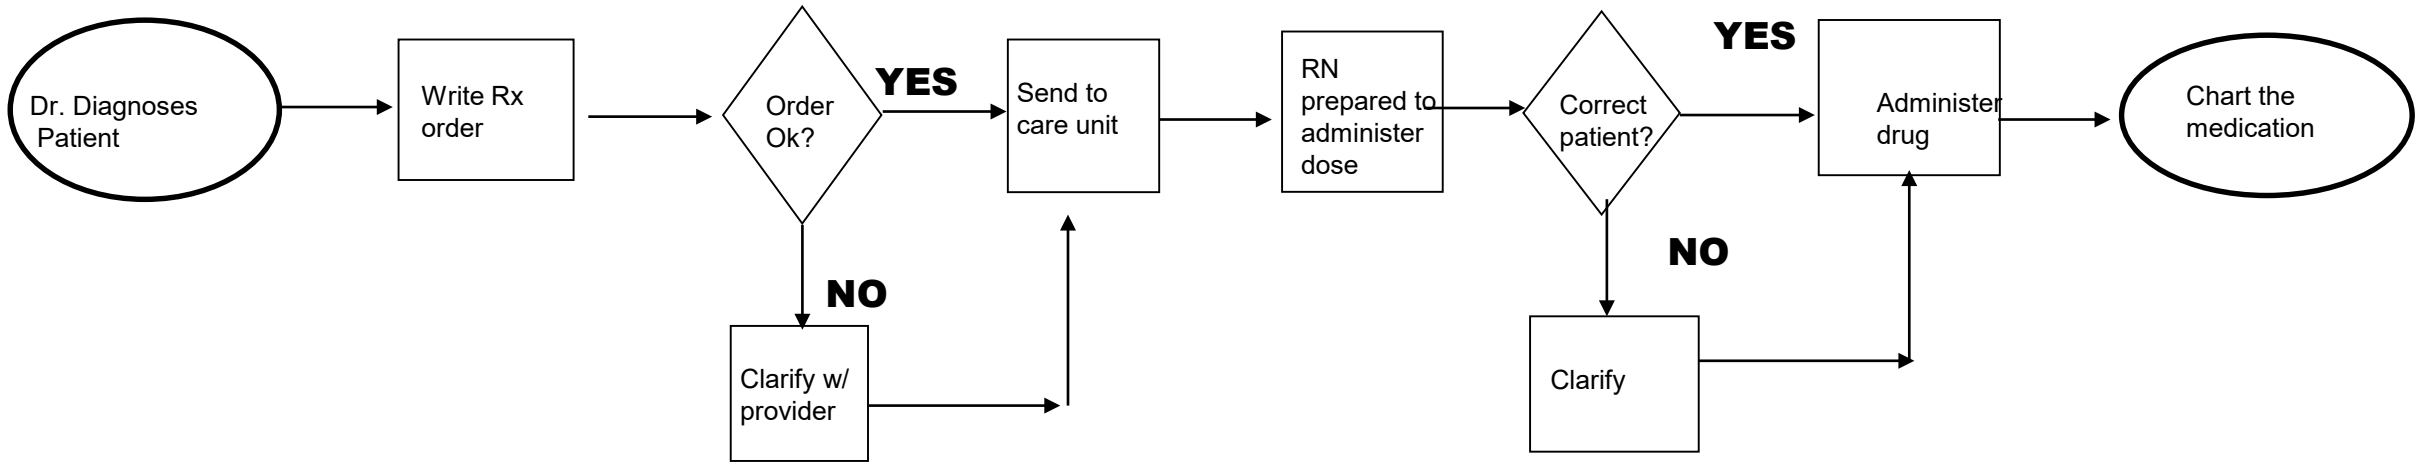 Dr. Diagnoses
Patient
Write Rx
order
Order
Ok?
YES
NO
Clarify w/
provider
Send to
care unit
RN
prepared to
administer
dose
Correct
patient?
YES
NO
Clarify
Administer
drug
Chart the
medication